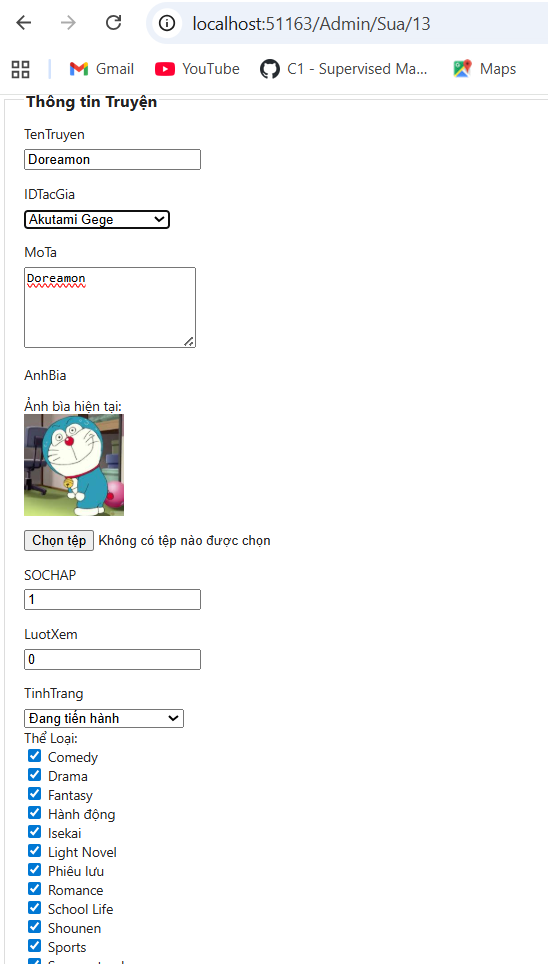 localhost:51163/Admin/Sua/13
Gmail YouTube C1 - Supervised Ma... Maps
Thông tin Truyện
TenTruyen
Doreamon
IDTacGia
Akutami Gege
MoTa
Doreamon
AnhBia
Ảnh bìa hiện tại:
Chọn tệp Không có tệp nào được chọn
SOCHAP
1
LuotXem
0
TinhTrang
Đang tiến hành
Thể Loại:
Comedy
Drama
Fantasy
Hành động
Isekai
Light Novel
Phiêu lưu
Romance
School Life
Shounen
Sports